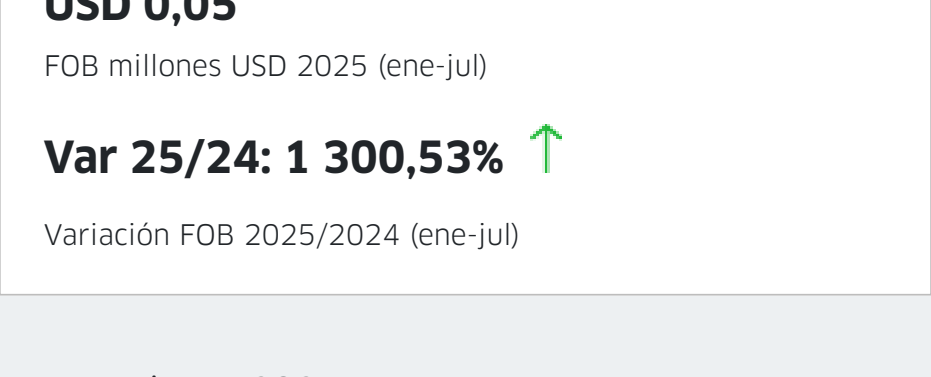 USD 0,05
FOB millones USD 2025 (ene-jul)
Var 25/24: 1 300,53%
Variación FOB 2025/2024 (ene-jul)